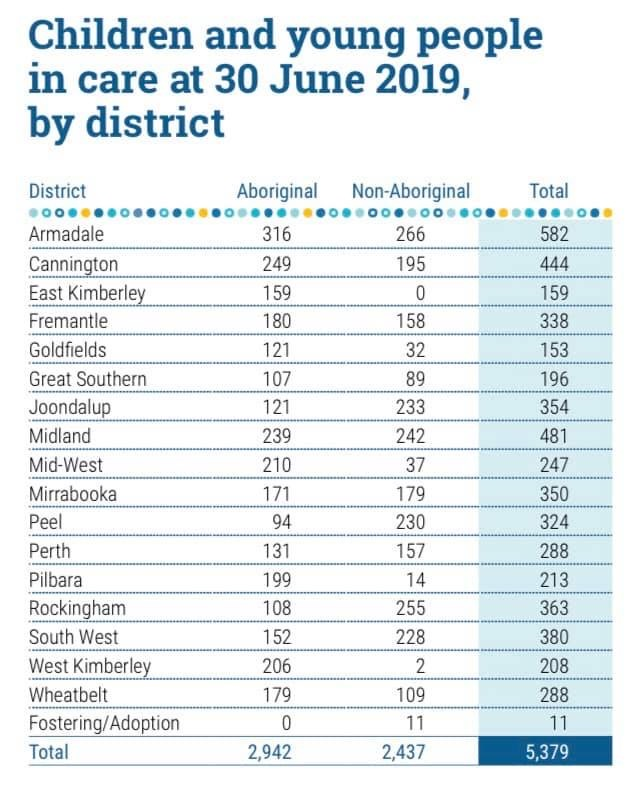 Children and young people
in care at 30 June 2019,
by district
District Aboriginal Non-Aboriginal Total
Armadale 316 266 582
Cannington 249 195 444
East Kimberley 159 0 159
Fremantle 180 158 338
Goldfields 121 32 153
Great Southern 107 89 196
Joondalup 121 233 354
Midland 239 242 481
Mid-West 210 37 247
Mirrabooka 171 179 350
Peel 94 230 324
Perth 131 157 288
Pilbara 199 14 213
Rockingham 108 255 363
South West 152 228 380
West Kimberley 206 2 208
Wheatbelt 179 109 288
Fostering/Adoption 0 11 11
Total 2,942 2,437 5,379